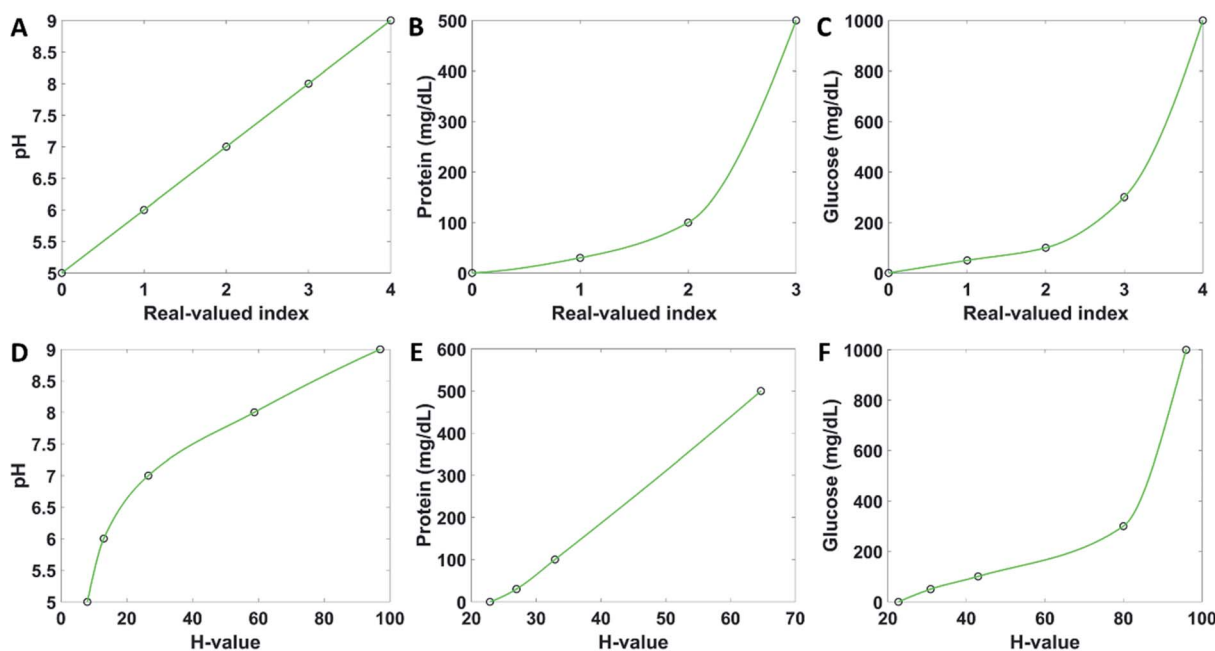 A
pH
9
8.5
8
7.5
7
6.5
6
5.5
5
0 1 2 3 4
Real-valued index
B
Protein (mg/dL)
500
400
300
200
100
0
0 1 2 3
Real-valued index
C
Glucose (mg/dL)
1000
800
600
400
200
0
0 1 2 3 4
Real-valued index
D
pH
9
8.5
8
7.5
7
6.5
6
5.5
5
0 20 40 60 80 100
H-value
E
Protein (mg/dL)
600
500
400
300
200
100
0
20 30 40 50 60 70
H-value
F
Glucose (mg/dL)
1000
800
600
400
200
0
20 40 60 80 100
H-value